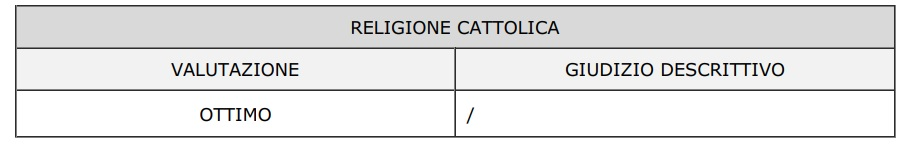 RELIGIONE CATTOLICA
VALUTAZIONE GIUDIZIO DESCRITTIVO
OTTIMO /